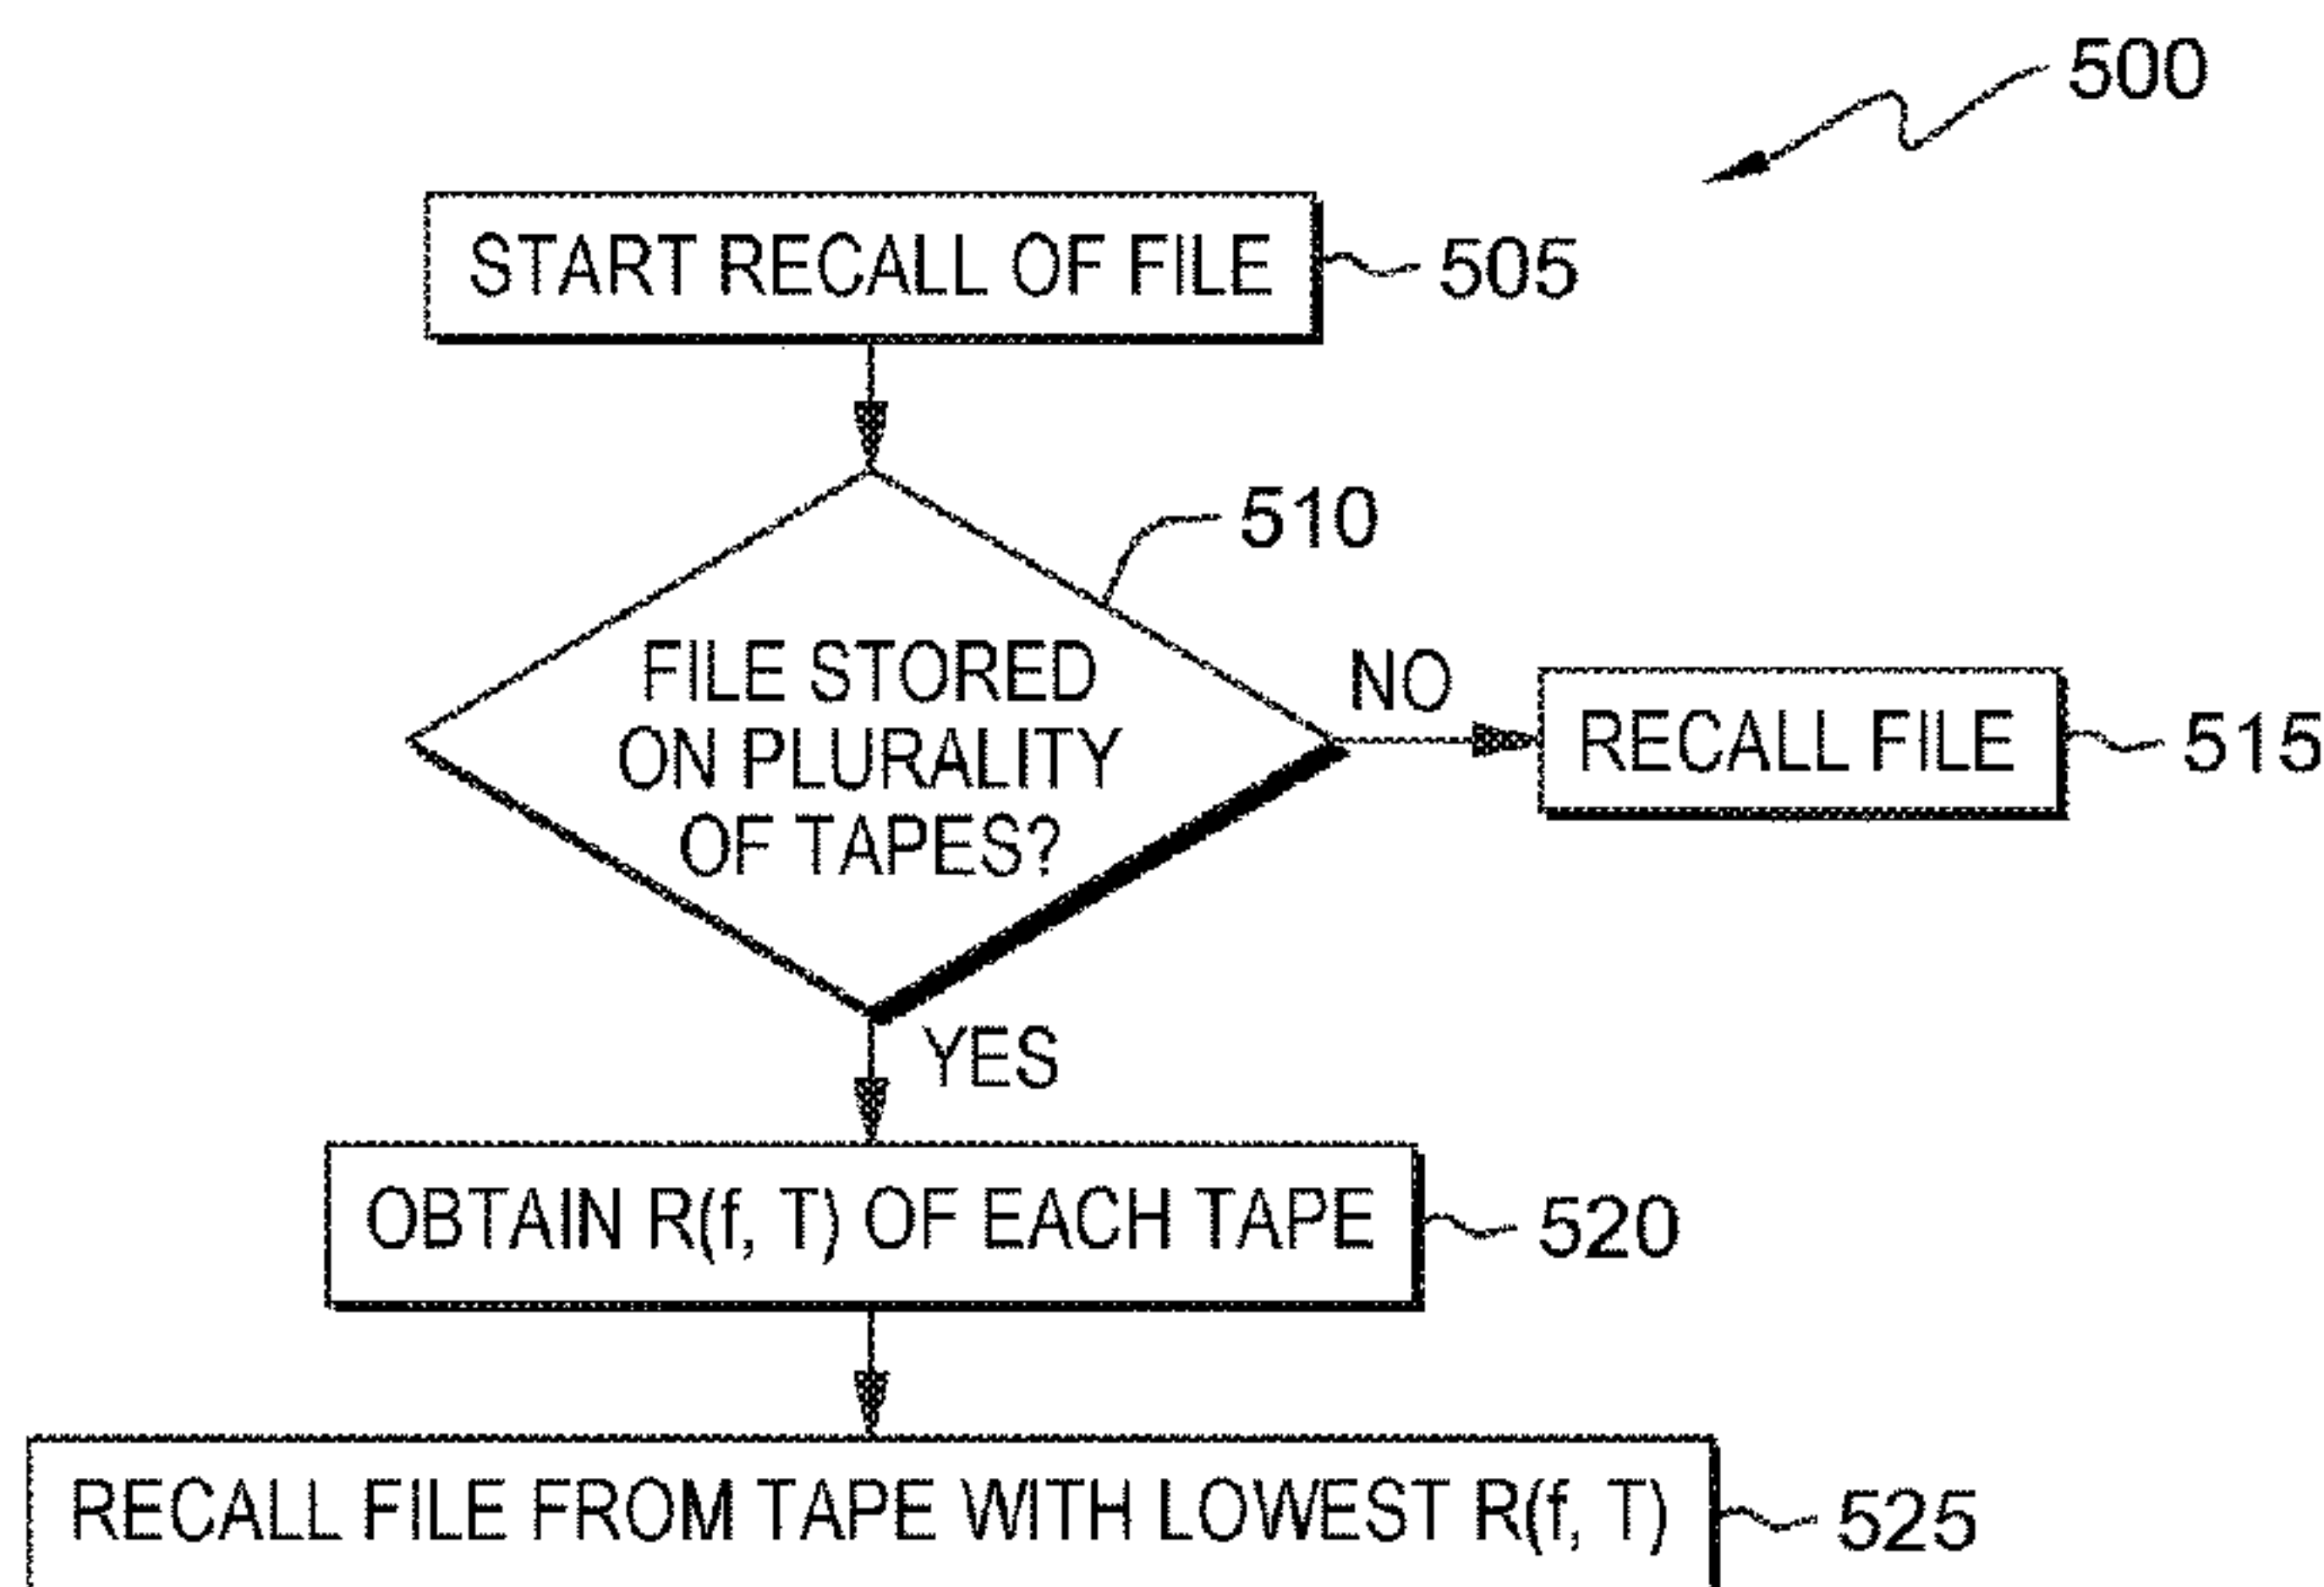 500
START RECALL OF FILE
505
510
FILE STORED
ON PLURALITY
OF TAPES?
NO
RECALL FILE
515
YES
OBTAIN R(f, T) OF EACH TAPE
520
RECALL FILE FROM TAPE WITH LOWEST R(f, T)
525